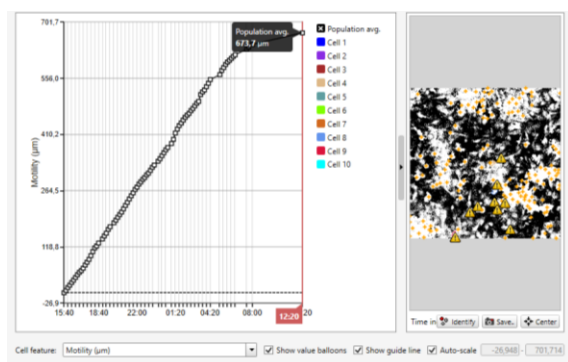 701,7
556,0
410,2
264,5
118,8
-26,9
Motility (µm)
15:40 18:40 22:00 01:20 04:20 08:00 12:20 20
Population avg.
673,7 µm
Population avg.
Cell 1
Cell 2
Cell 3
Cell 4
Cell 5
Cell 6
Cell 7
Cell 8
Cell 9
Cell 10
Time in Identify Save.. Center
Cell feature: Motility (µm) Show value balloons Show guide line Auto-scale -26,948 - 701,714